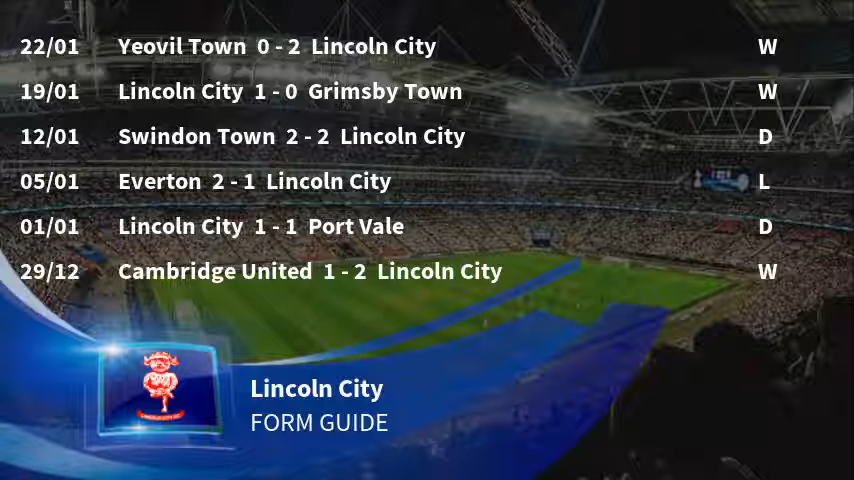 22/01 Yeovil Town 0 - 2 Lincoln City W
19/01 Lincoln City 1 - 0 Grimsby Town W
12/01 Swindon Town 2 - 2 Lincoln City D
05/01 Everton 2 - 1 Lincoln City L
01/01 Lincoln City 1 - 1 Port Vale D
29/12 Cambridge United 1 - 2 Lincoln City W
Lincoln City
FORM GUIDE